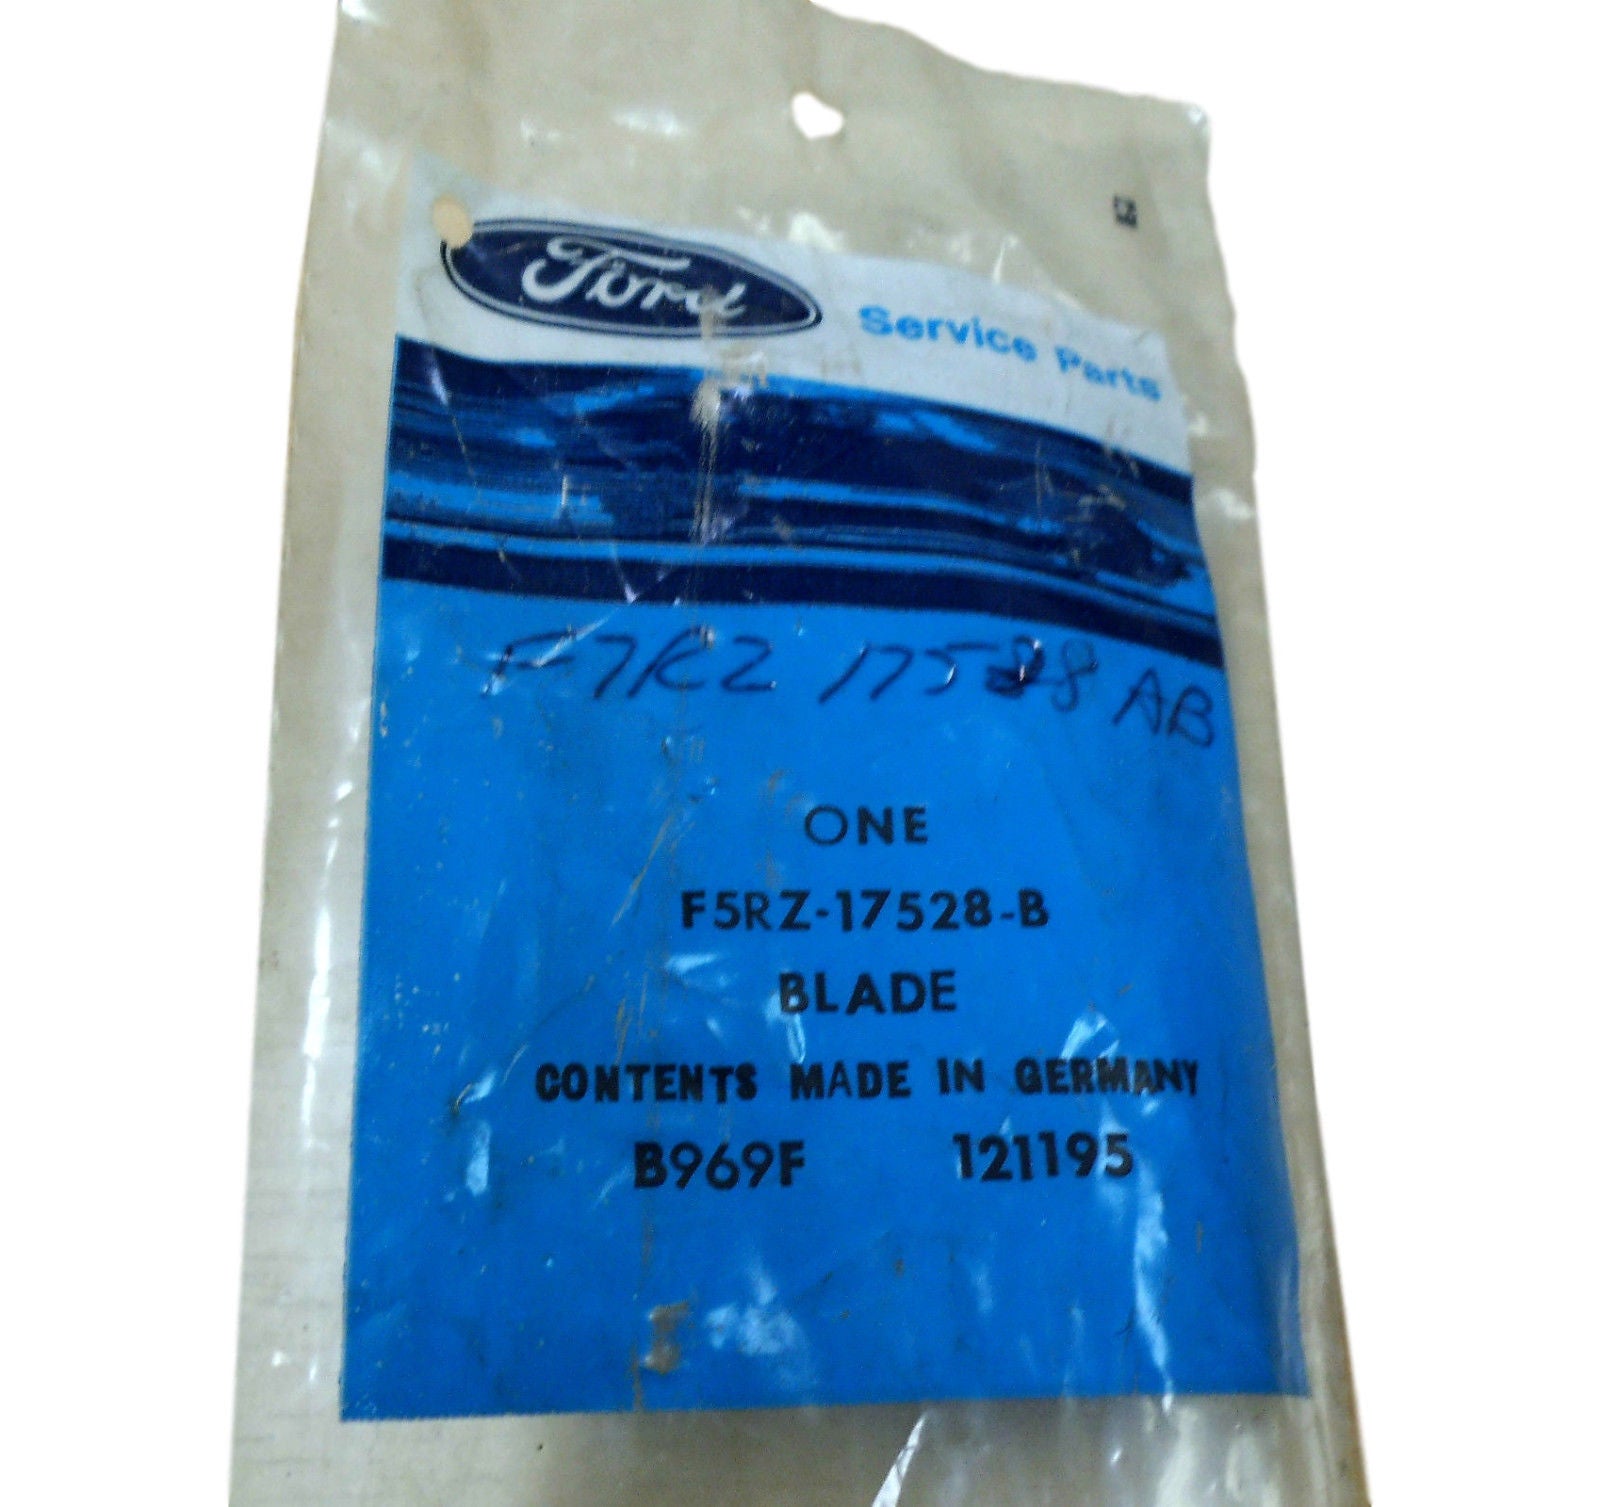 Ford
Service Parts
F7RZ 17528 AB
ONE
F5RZ-17528-B
BLADE
CONTENTS MADE IN GERMANY
B969F 121195